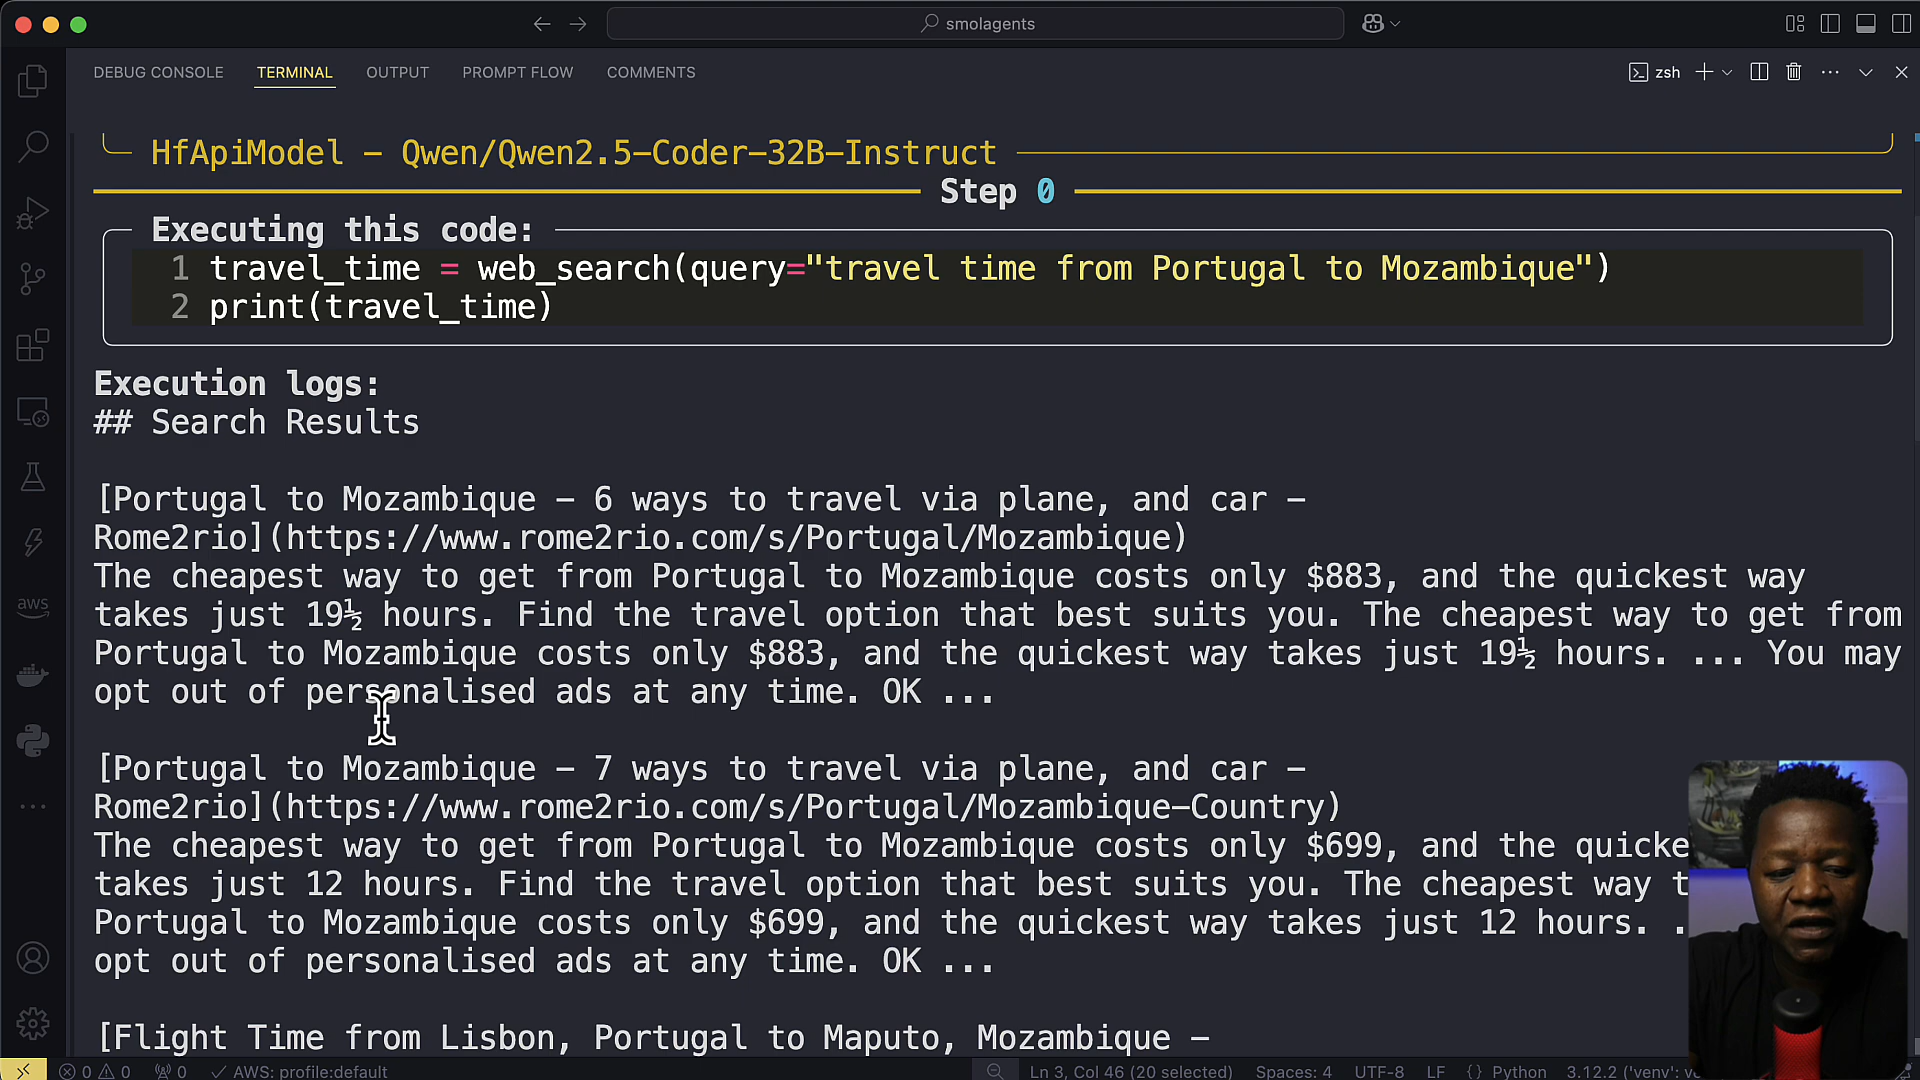 smolagents
DEBUG CONSOLE TERMINAL OUTPUT PROMPT FLOW COMMENTS zsh
HfApiModel - Qwen/Qwen2.5-Coder-32B-Instruct
Step 0
Executing this code:
1 travel_time = web_search(query="travel time from Portugal to Mozambique")
2 print(travel_time)
Execution logs:
## Search Results
[Portugal to Mozambique - 6 ways to travel via plane, and car -
Rome2rio](https://www.rome2rio.com/s/Portugal/Mozambique)
The cheapest way to get from Portugal to Mozambique costs only $883, and the quickest way
takes just 19½ hours. Find the travel option that best suits you. The cheapest way to get from
Portugal to Mozambique costs only $883, and the quickest way takes just 19½ hours. ... You may
opt out of personalised ads at any time. OK ...
[Portugal to Mozambique - 7 ways to travel via plane, and car -
Rome2rio](https://www.rome2rio.com/s/Portugal/Mozambique-Country)
The cheapest way to get from Portugal to Mozambique costs only $699, and the
takes just 12 hours. Find the travel option that best suits you. The cheapest way
Portugal to Mozambique costs only $699, and the quickest way takes just 12 hours. .
opt out of personalised ads at any time. OK ...
[Flight Time from Lisbon, Portugal to Maputo, Mozambique -
aws
0 0 0 AWS: profile:default Ln 3, Col 46 (20 selected) Spaces: 4 UTF-8 LF {} Python 3.12.2 ('venv':